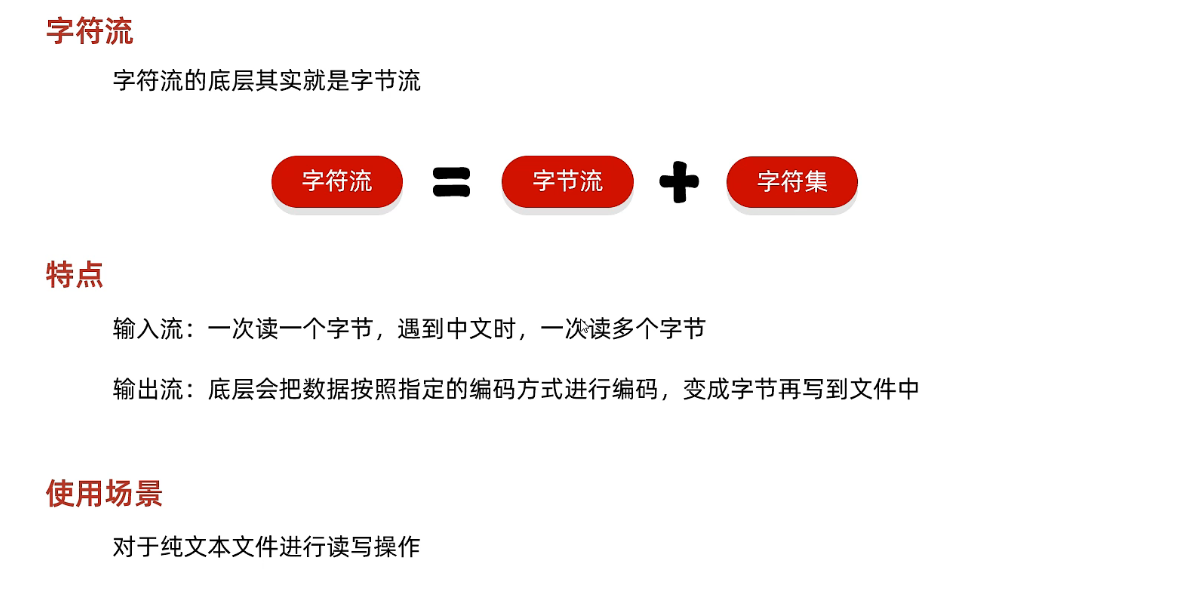 字符流
字符流的底层其实就是字节流
字符流 = 字节流 + 字符集
特点
输入流：一次读一个字节，遇到中文时，一次读多个字节
输出流：底层会把数据按照指定的编码方式进行编码，变成字节再写到文件中
使用场景
对于纯文本文件进行读写操作